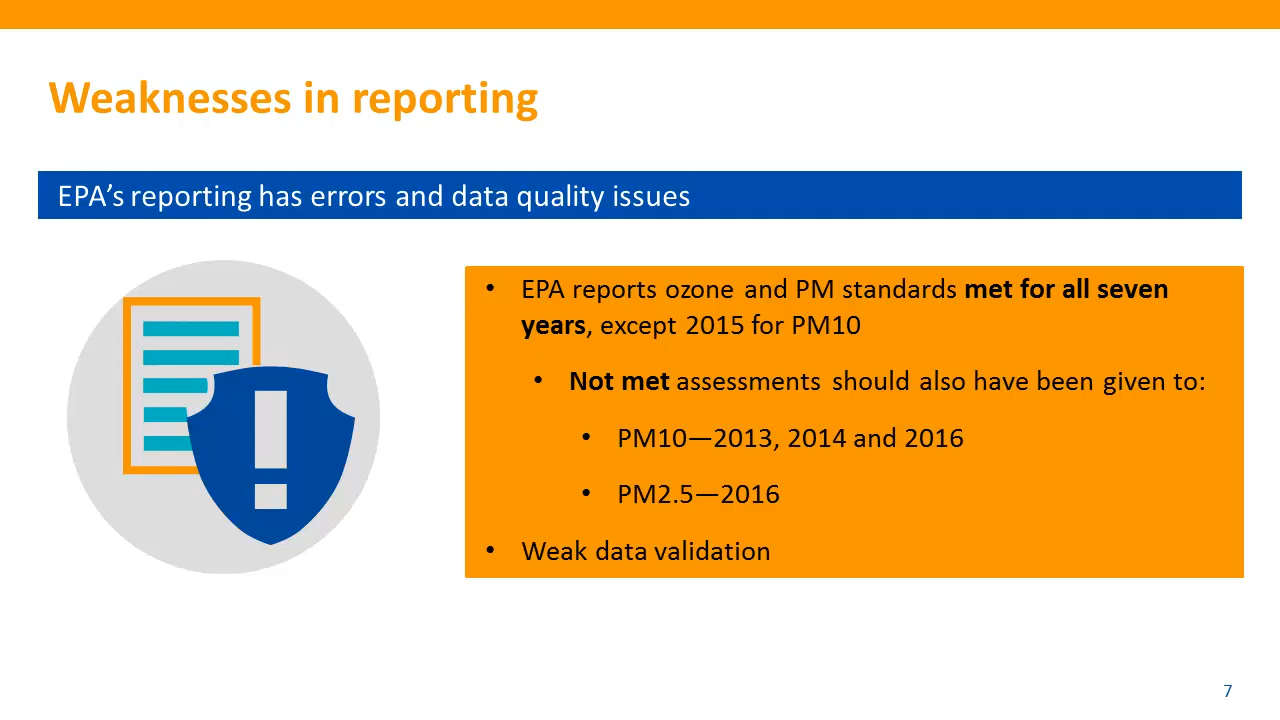 Weaknesses in reporting
EPA’s reporting has errors and data quality issues
• EPA reports ozone and PM standards met for all seven
years, except 2015 for PM10
• Not met assessments should also have been given to:
• PM10—2013, 2014 and 2016
• PM2.5—2016
• Weak data validation
7